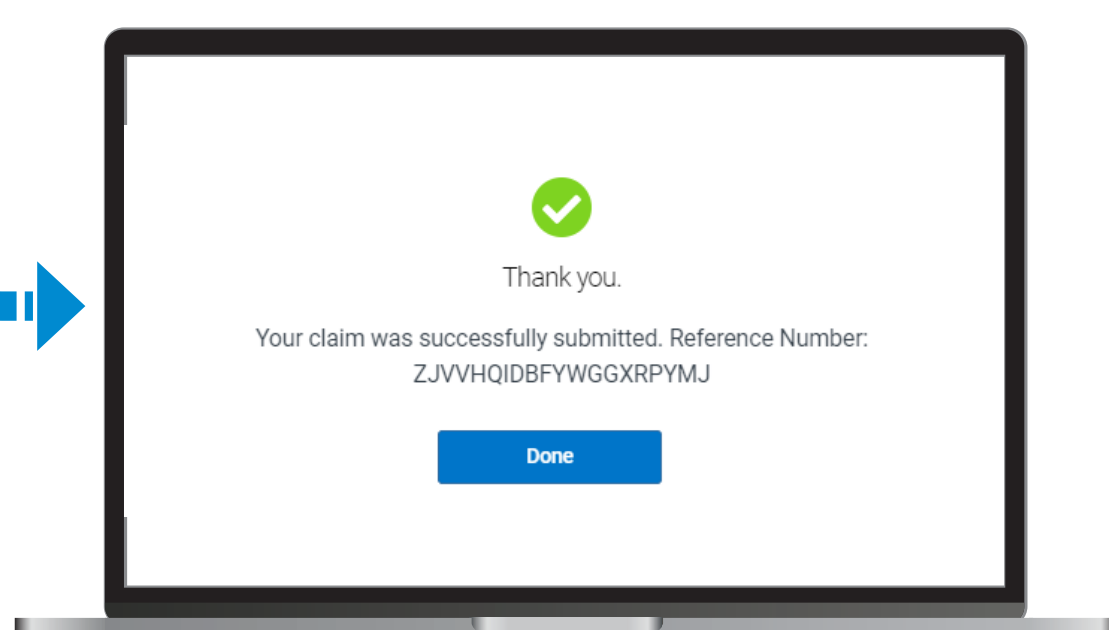 Thank you.
Your claim was successfully submitted. Reference Number:
ZJVVHQIDBFYWGGXRPYMJ
Done